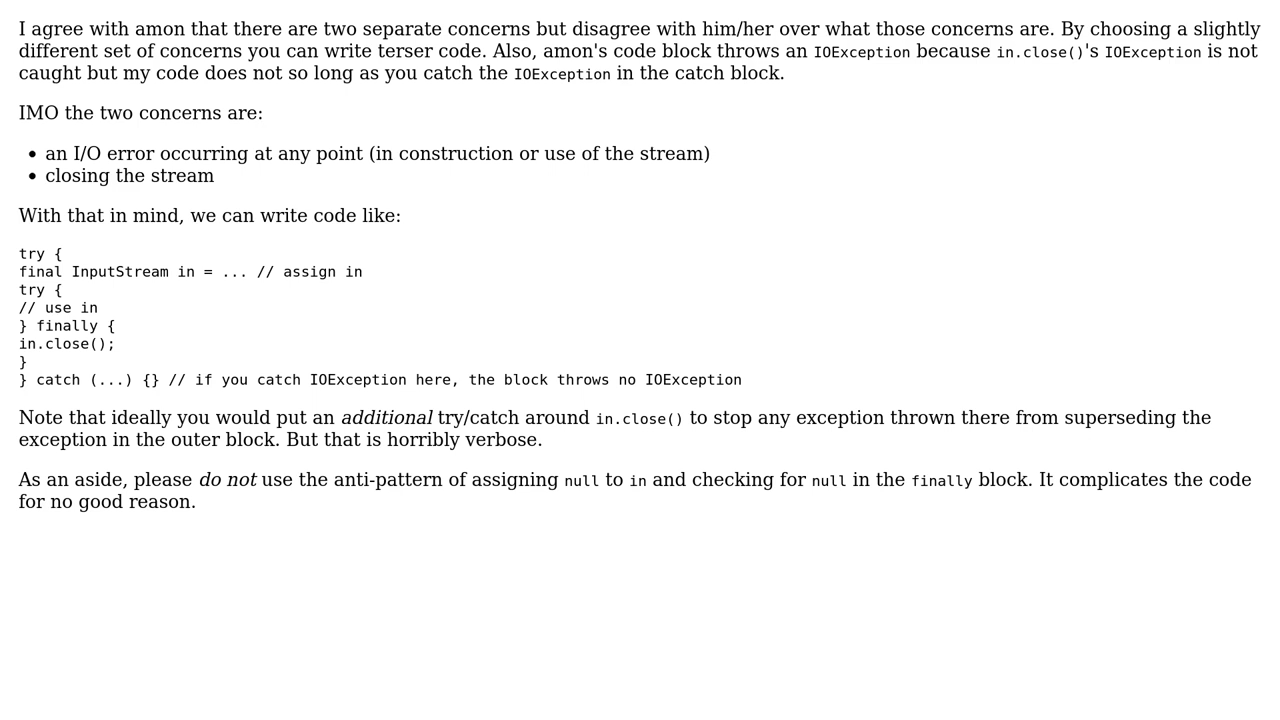 I agree with amon that there are two separate concerns but disagree with him/her over what those concerns are. By choosing a slightly
different set of concerns you can write terser code. Also, amon's code block throws an IOException because in.close()'s IOException is not
caught but my code does not so long as you catch the IOException in the catch block.
IMO the two concerns are:
• an I/O error occurring at any point (in construction or use of the stream)
• closing the stream
With that in mind, we can write code like:
try {
final InputStream in = ... // assign in
try {
// use in
} finally {
in.close();
}
} catch (...) {} // if you catch IOException here, the block throws no IOException
Note that ideally you would put an additional try/catch around in.close() to stop any exception thrown there from superseding the
exception in the outer block. But that is horribly verbose.
As an aside, please do not use the anti-pattern of assigning null to in and checking for null in the finally block. It complicates the code
for no good reason.